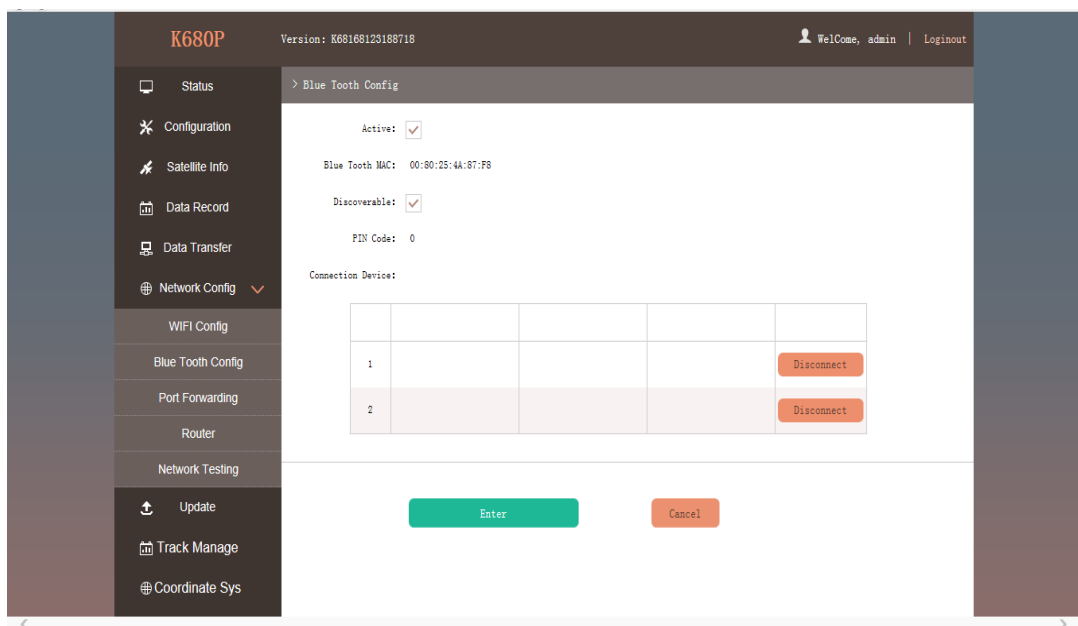 K680P
Version: K68168123188718
WelCome, admin | Loginout
Status
Configuration
Satellite Info
Data Record
Data Transfer
Network Config
WIFI Config
Blue Tooth Config
Port Forwarding
Router
Network Testing
Update
Track Manage
Coordinate Sys
> Blue Tooth Config
Active:
Blue Tooth MAC: 00:80:25:4A:87:F8
Discoverable:
PIN Code: 0
Connection Device:
1 Disconnect
2 Disconnect
Enter Cancel